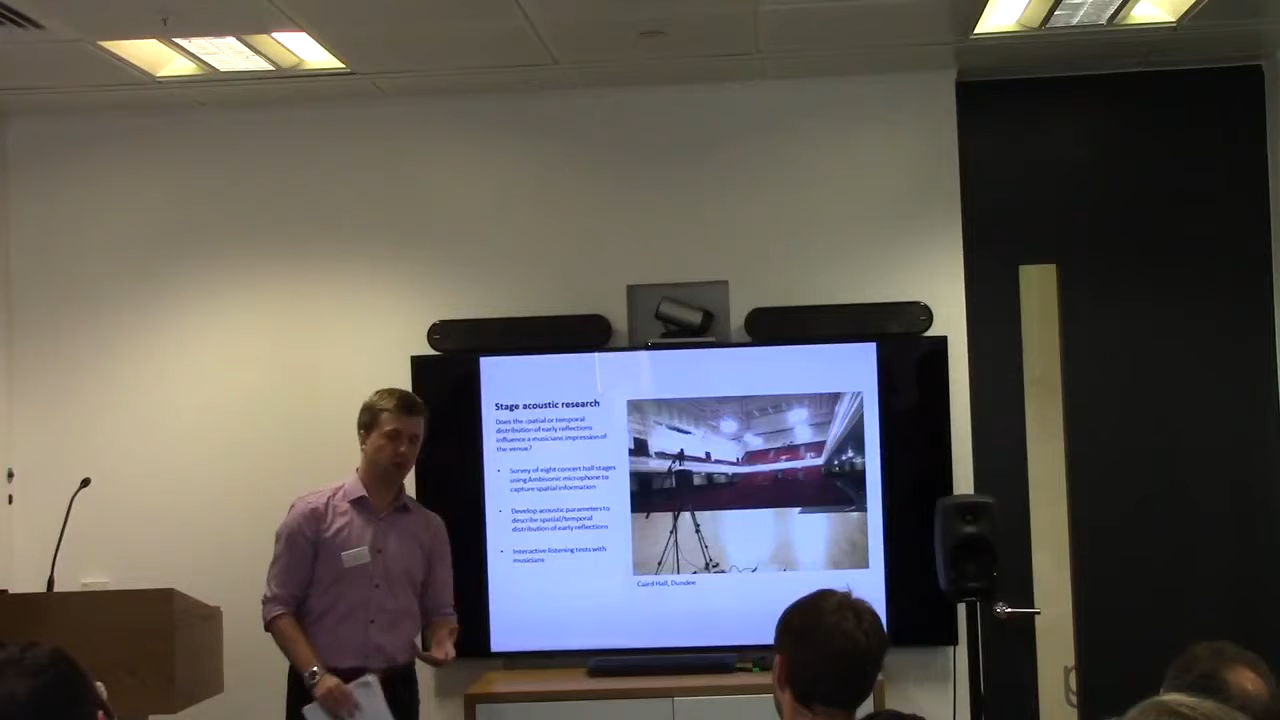 Stage acoustic research
Does the spatial or temporal
distribution of early reflections
influence a musicians impression of
the venue?
• Survey of eight concert hall stages
using Ambisonic microphone to
capture spatial information
• Develop acoustic parameters to
describe spatial/temporal
distribution of early reflections
• Interactive listening tests with
musicians
Caird Hall, Dundee